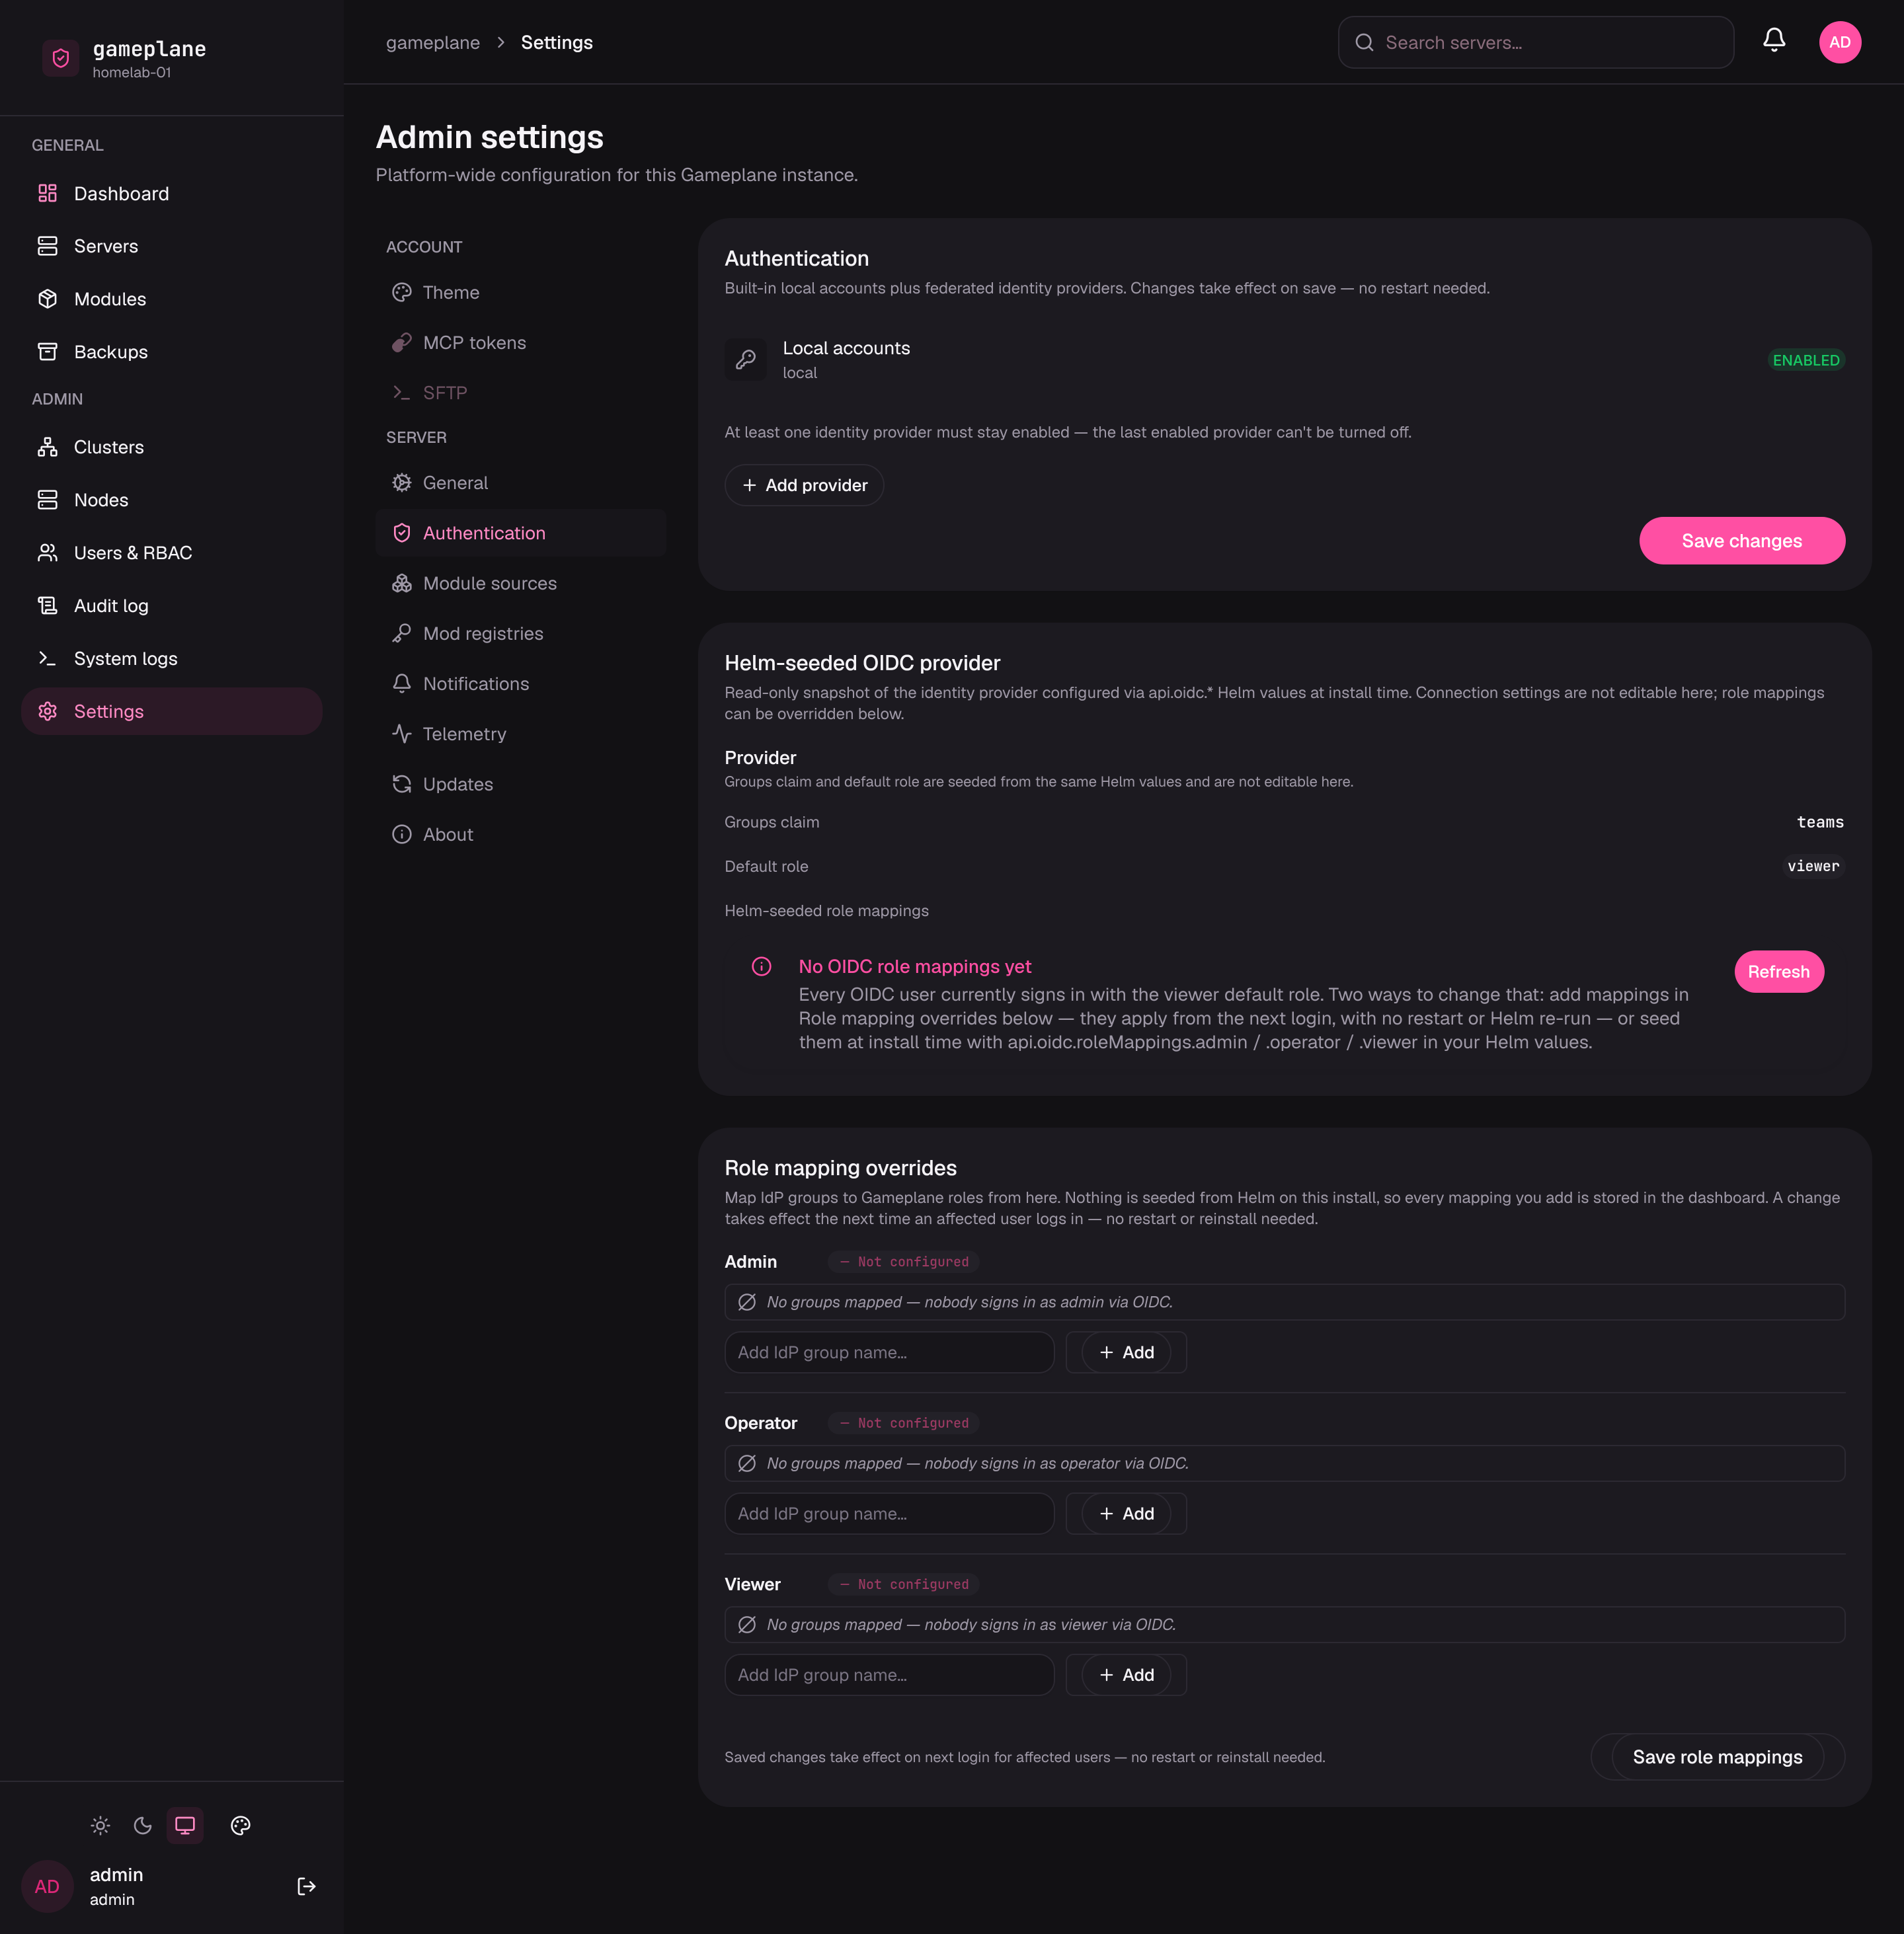 gameplane
homelab-01
GENERAL
Dashboard
Servers
Modules
Backups
ADMIN
Clusters
Nodes
Users & RBAC
Audit log
System logs
Settings
AD
admin
admin
gameplane > Settings
Search servers...
AD
Admin settings
Platform-wide configuration for this Gameplane instance.
ACCOUNT
Theme
MCP tokens
SFTP
SERVER
General
Authentication
Module sources
Mod registries
Notifications
Telemetry
Updates
About
Authentication
Built-in local accounts plus federated identity providers. Changes take effect on save — no restart needed.
Local accounts
local
ENABLED
At least one identity provider must stay enabled — the last enabled provider can't be turned off.
+ Add provider
Save changes
Helm-seeded OIDC provider
Read-only snapshot of the identity provider configured via api.oidc.* Helm values at install time. Connection settings are not editable here; role mappings
can be overridden below.
Provider
Groups claim and default role are seeded from the same Helm values and are not editable here.
Groups claim
teams
Default role
viewer
Helm-seeded role mappings
No OIDC role mappings yet
Refresh
Every OIDC user currently signs in with the viewer default role. Two ways to change that: add mappings in
Role mapping overrides below — they apply from the next login, with no restart or Helm re-run — or seed
them at install time with api.oidc.roleMappings.admin / .operator / .viewer in your Helm values.
Role mapping overrides
Map IdP groups to Gameplane roles from here. Nothing is seeded from Helm on this install, so every mapping you add is stored in the dashboard. A change
takes effect the next time an affected user logs in — no restart or reinstall needed.
Admin
— Not configured
No groups mapped — nobody signs in as admin via OIDC.
Add IdP group name...
+ Add
Operator
— Not configured
No groups mapped — nobody signs in as operator via OIDC.
Add IdP group name...
+ Add
Viewer
— Not configured
No groups mapped — nobody signs in as viewer via OIDC.
Add IdP group name...
+ Add
Saved changes take effect on next login for affected users — no restart or reinstall needed.
Save role mappings